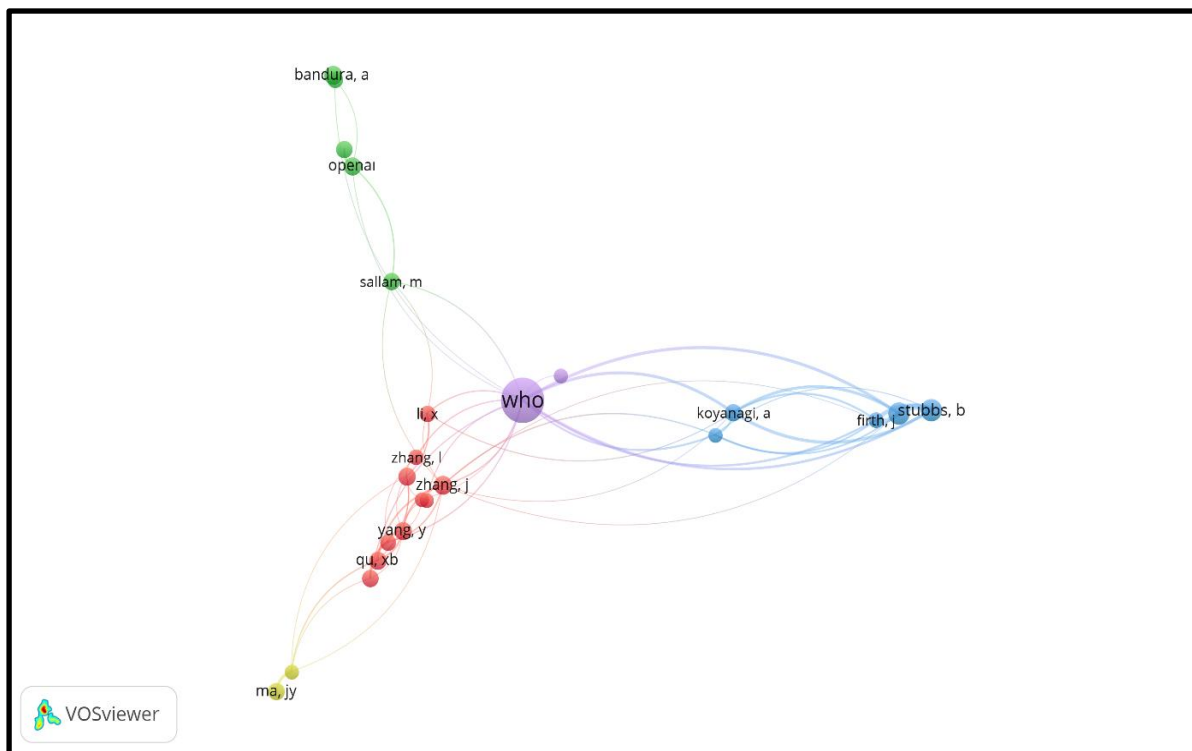 bandura, a
openai
sallam, m
who
li, x
koyanagi, a
firth, j
stubbs, b
zhang, l
zhang, j
yang, y
qu, xb
ma, jy
VOSviewer